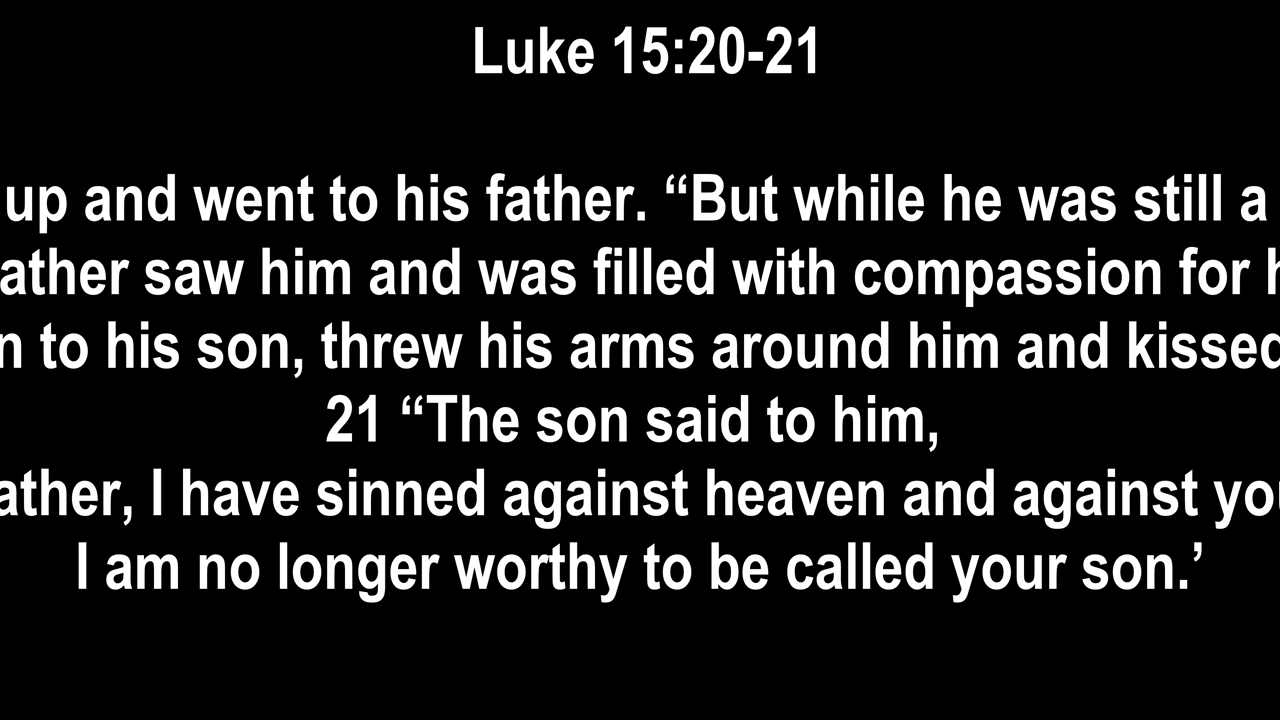 Luke 15:20-21
up and went to his father. “But while he was still a
ather saw him and was filled with compassion for h
n to his son, threw his arms around him and kissed
21 “The son said to him,
ather, I have sinned against heaven and against you
I am no longer worthy to be called your son.’